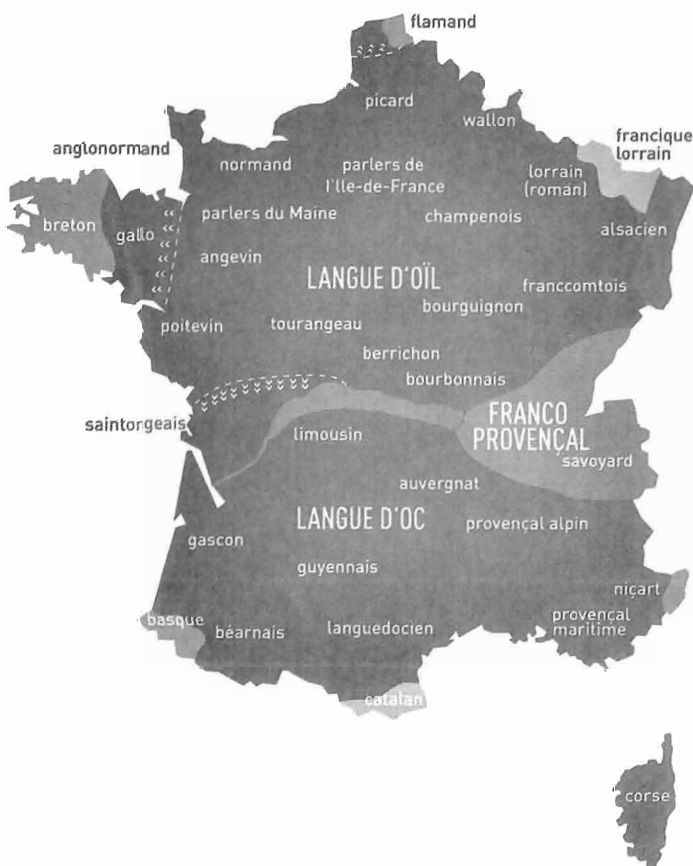 flamand
picard
wallon
francique
lorrain
anglonormand
normand
parlers de
l'Ile-de-France
lorrain
(roman)
parlers du Maine
champenois
breton
gallo
alsacien
angevin
LANGUE D'OÏL
franccomtois
bourguignon
poitevin
tourangeau
berrichon
bourbonnais
saintorgeais
FRANCO
PROVENÇAL
limousin
savoyard
auvergnat
LANGUE D'OC
provençal alpin
gascon
guyennais
niçart
basque
béarnais
languedocien
provençal
maritime
catalan
corse